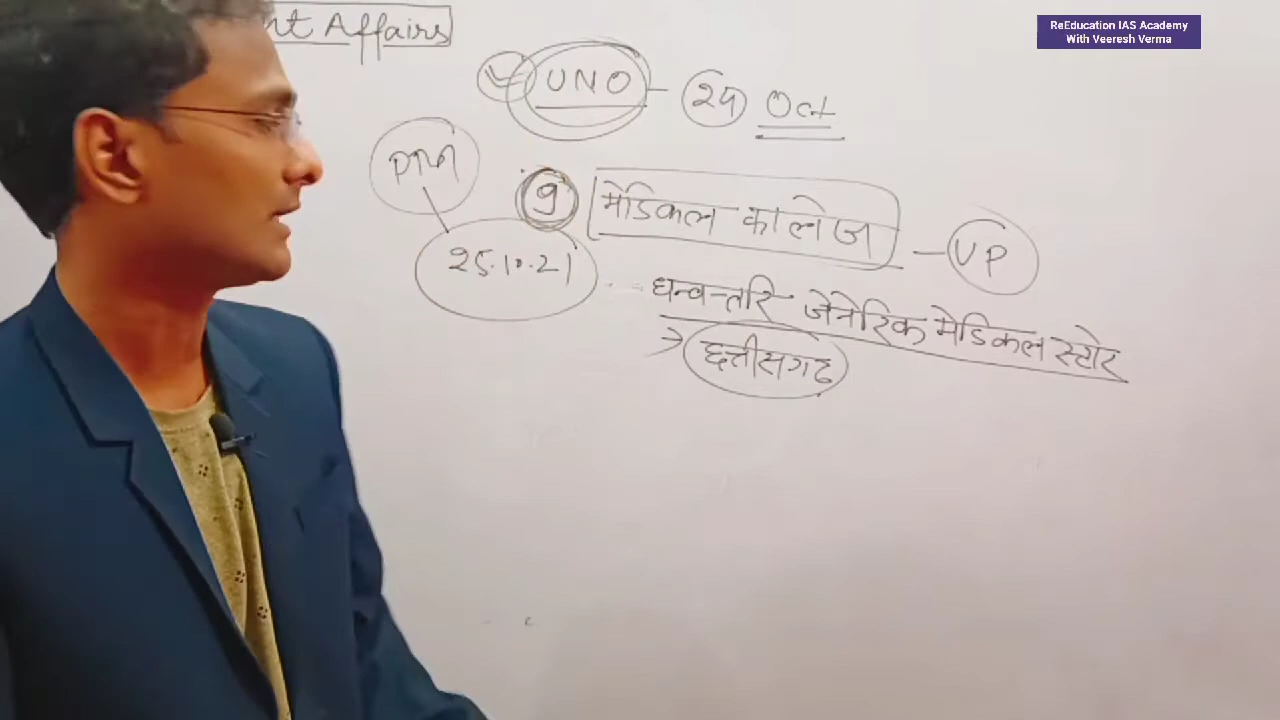 nt Affairs
ReEducation IAS Academy
With Veeresh Verma
UNO - 24 Oct
PM
9 मेडिकल कालेज - UP
25.10.21
धन्वन्तरि जेनेरिक मेडिकल स्टोर
→ छत्तीसगढ़